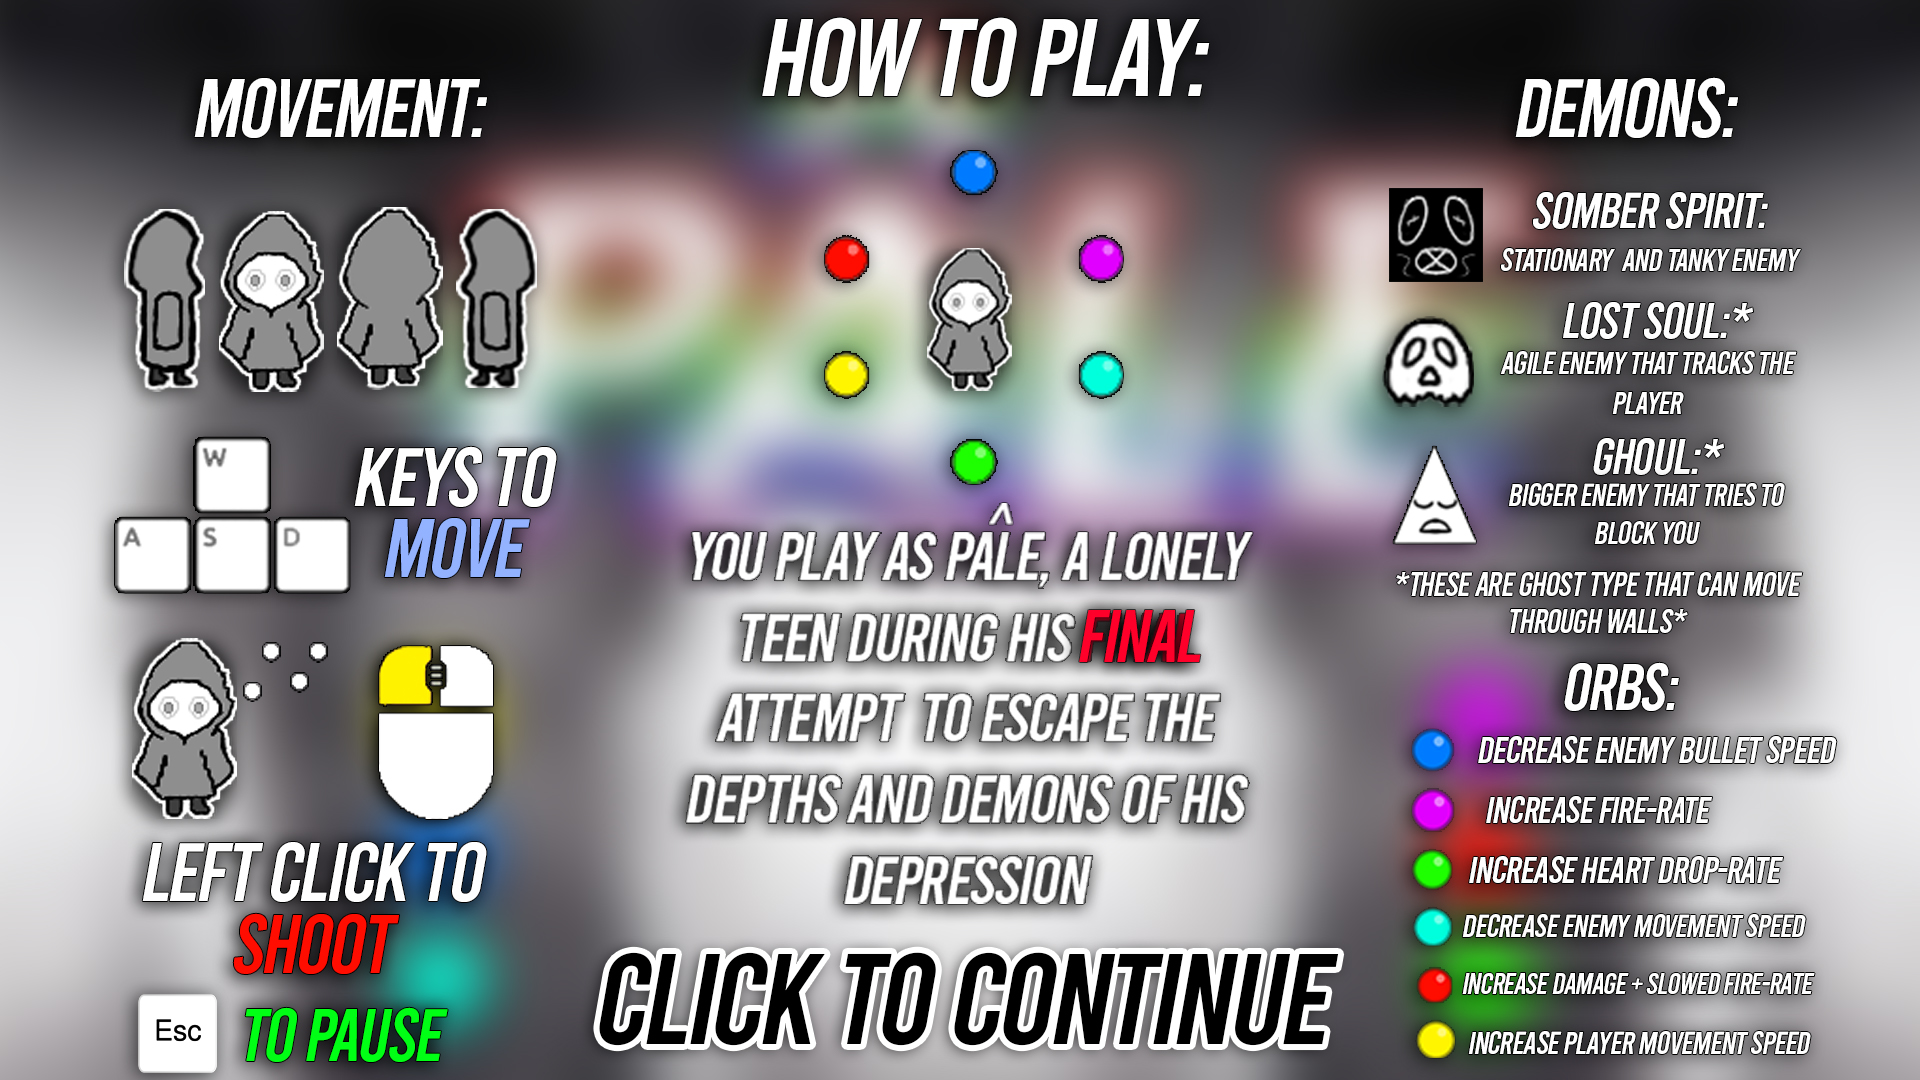 HOW TO PLAY:
MOVEMENT:
W
A S D
KEYS TO
MOVE
LEFT CLICK TO
SHOOT
Esc TO PAUSE
YOU PLAY AS PÂLE, A LONELY
TEEN DURING HIS FINAL
ATTEMPT TO ESCAPE THE
DEPTHS AND DEMONS OF HIS
DEPRESSION
CLICK TO CONTINUE
DEMONS:
SOMBER SPIRIT:
STATIONARY AND TANKY ENEMY
LOST SOUL:*
AGILE ENEMY THAT TRACKS THE
PLAYER
GHOUL:*
BIGGER ENEMY THAT TRIES TO
BLOCK YOU
*THESE ARE GHOST TYPE THAT CAN MOVE
THROUGH WALLS*
ORBS:
DECREASE ENEMY BULLET SPEED
INCREASE FIRE-RATE
INCREASE HEART DROP-RATE
DECREASE ENEMY MOVEMENT SPEED
INCREASE DAMAGE + SLOWED FIRE-RATE
INCREASE PLAYER MOVEMENT SPEED